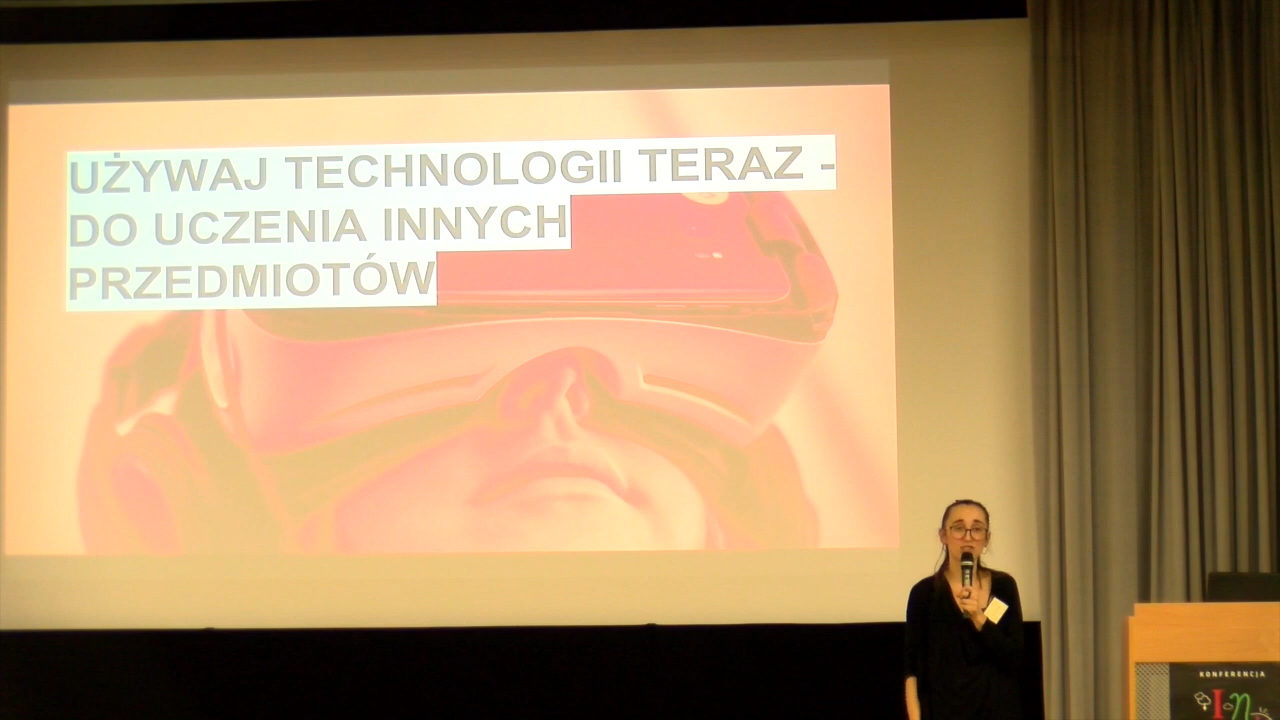 UŻYWAJ TECHNOLOGII TERAZ -
DO UCZENIA INNYCH
PRZEDMIOTÓW
KONFERENCJA